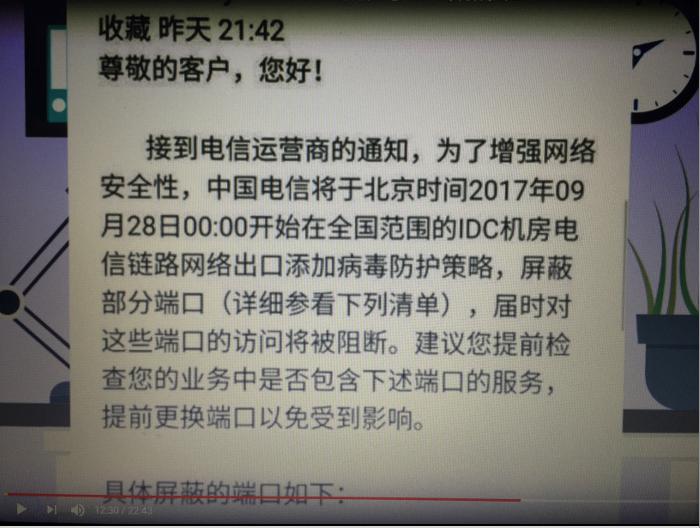 收藏 昨天 21:42
尊敬的客户，您好！
接到电信运营商的通知，为了增强网络
安全性，中国电信将于北京时间2017年09
月28日00:00开始在全国范围的IDC机房电
信链路网络出口添加病毒防护策略，屏蔽
部分端口（详细参看下列清单），届时对
这些端口的访问将被阻断。建议您提前检
查您的业务中是否包含下述端口的服务，
提前更换端口以免受到影响。
具体屏蔽的端口如下：
12:30 / 22:43